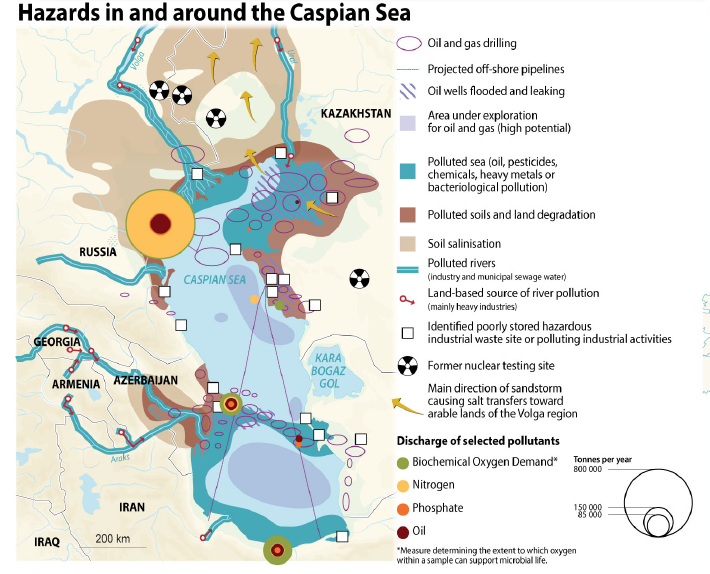 Hazards in and around the Caspian Sea
Volga
Ural
KAZAKHSTAN
RUSSIA
CASPIAN SEA
GEORGIA
ARMENIA
AZERBAIJAN
KARA
BOGAZ
GOL
Araks
IRAN
IRAQ
200 km
Oil and gas drilling
Projected off-shore pipelines
Oil wells flooded and leaking
Area under exploration
for oil and gas (high potential)
Polluted sea (oil, pesticides,
chemicals, heavy metals or
bacteriological pollution)
Polluted soils and land degradation
Soil salinisation
Polluted rivers
(industry and municipal sewage water)
Land-based source of river pollution
(mainly heavy industries)
Identified poorly stored hazardous
industrial waste site or polluting industrial activities
Former nuclear testing site
Main direction of sandstorm
causing salt transfers toward
arable lands of the Volga region
Discharge of selected pollutants
Biochemical Oxygen Demand*
Nitrogen
Phosphate
Oil
Tonnes per year
800 000
150 000
85 000
*Measure determining the extent to which oxygen
within a sample can support microbial life.